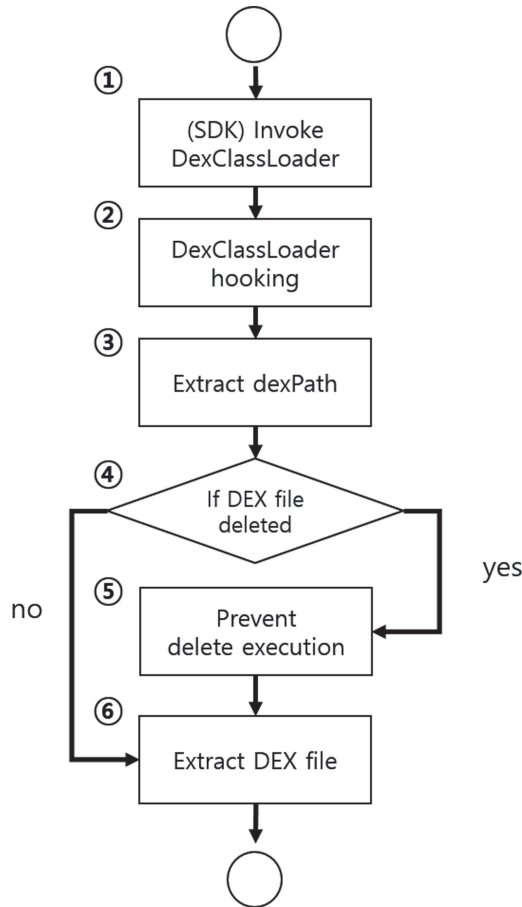 ①
(SDK) Invoke
DexClassLoader
②
DexClassLoader
hooking
③
Extract dexPath
④
If DEX file
deleted
yes
no
⑤
Prevent
delete execution
⑥
Extract DEX file